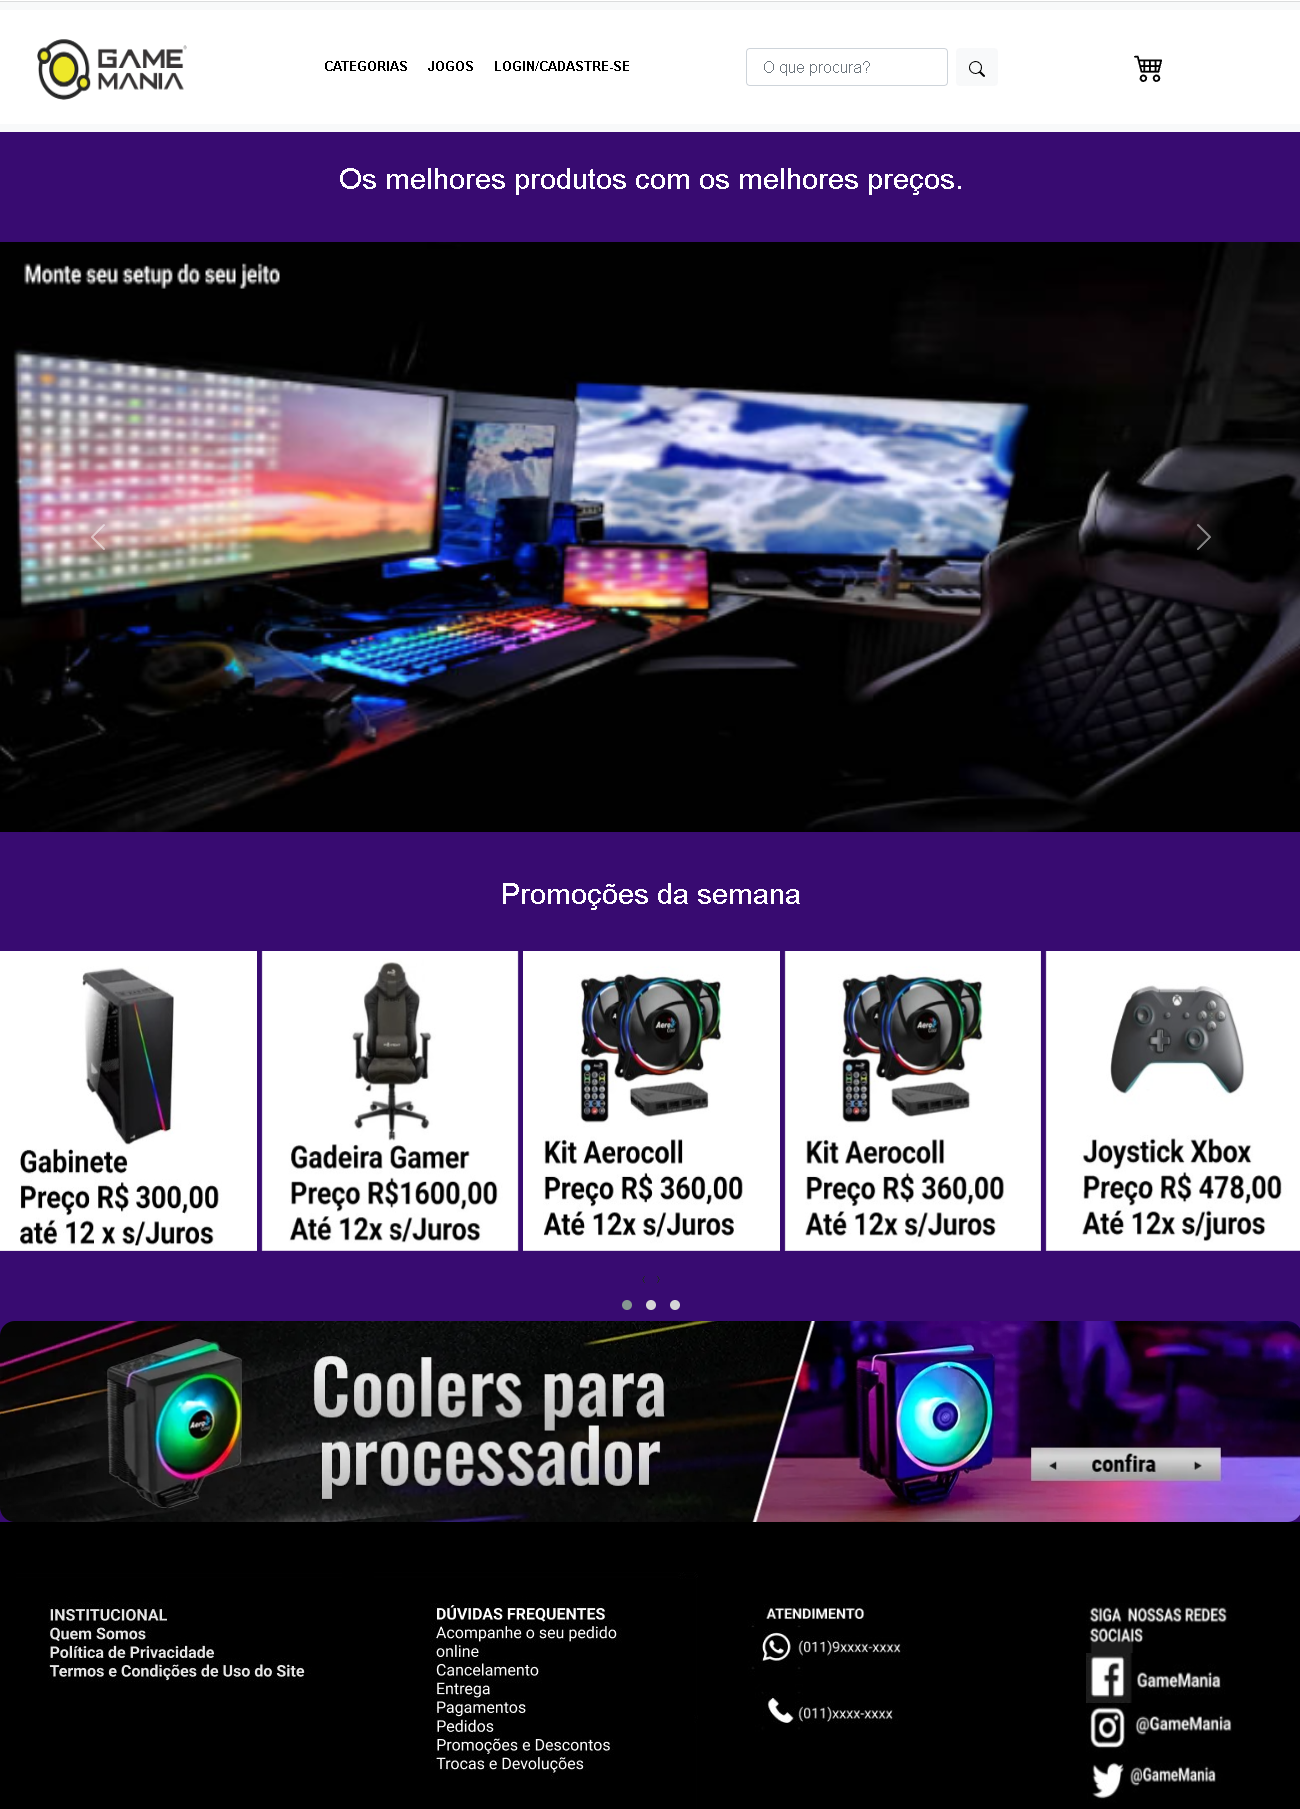 GAME
MANIA
CATEGORIAS JOGOS LOGIN/CADASTRE-SE
O que procura?
Os melhores produtos com os melhores preços.
Monte seu setup do seu jeito
Promoções da semana
Gabinete
Preço R$ 300,00
até 12 x s/Juros
Gadeira Gamer
Preço R$1600,00
Até 12x s/Juros
Kit Aerocoll
Preço R$ 360,00
Até 12x s/Juros
Kit Aerocoll
Preço R$ 360,00
Até 12x s/Juros
Joystick Xbox
Preço R$ 478,00
Até 12x s/juros
Coolers para
processador
confira
INSTITUCIONAL
Quem Somos
Política de Privacidade
Termos e Condições de Uso do Site
DÚVIDAS FREQUENTES
Acompanhe o seu pedido
online
Cancelamento
Entrega
Pagamentos
Pedidos
Promoções e Descontos
Trocas e Devoluções
ATENDIMENTO
(011)9xxxx-xxxx
(011)xxxx-xxxx
SIGA NOSSAS REDES
SOCIAIS
GameMania
@GameMania
@GameMania